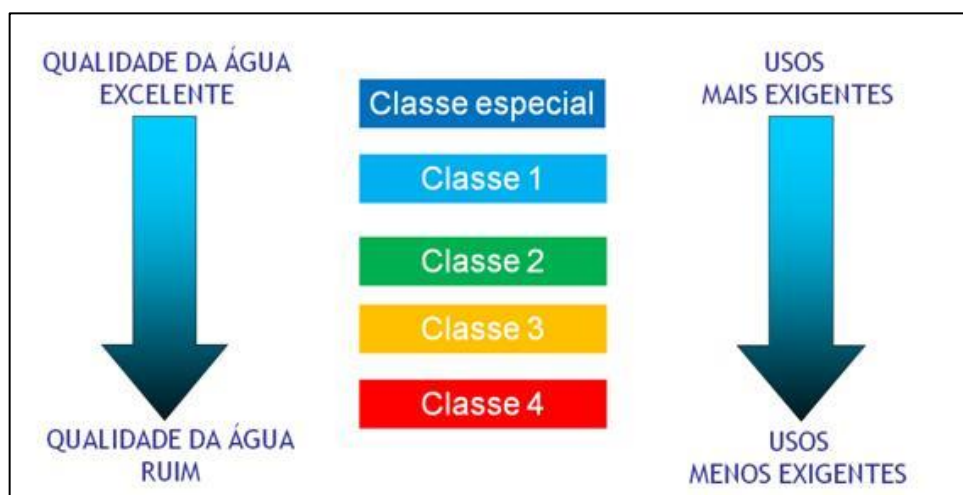 QUALIDADE DA ÁGUA
EXCELENTE
USOS
MAIS EXIGENTES
Classe especial
Classe 1
Classe 2
Classe 3
Classe 4
QUALIDADE DA ÁGUA
RUIM
USOS
MENOS EXIGENTES